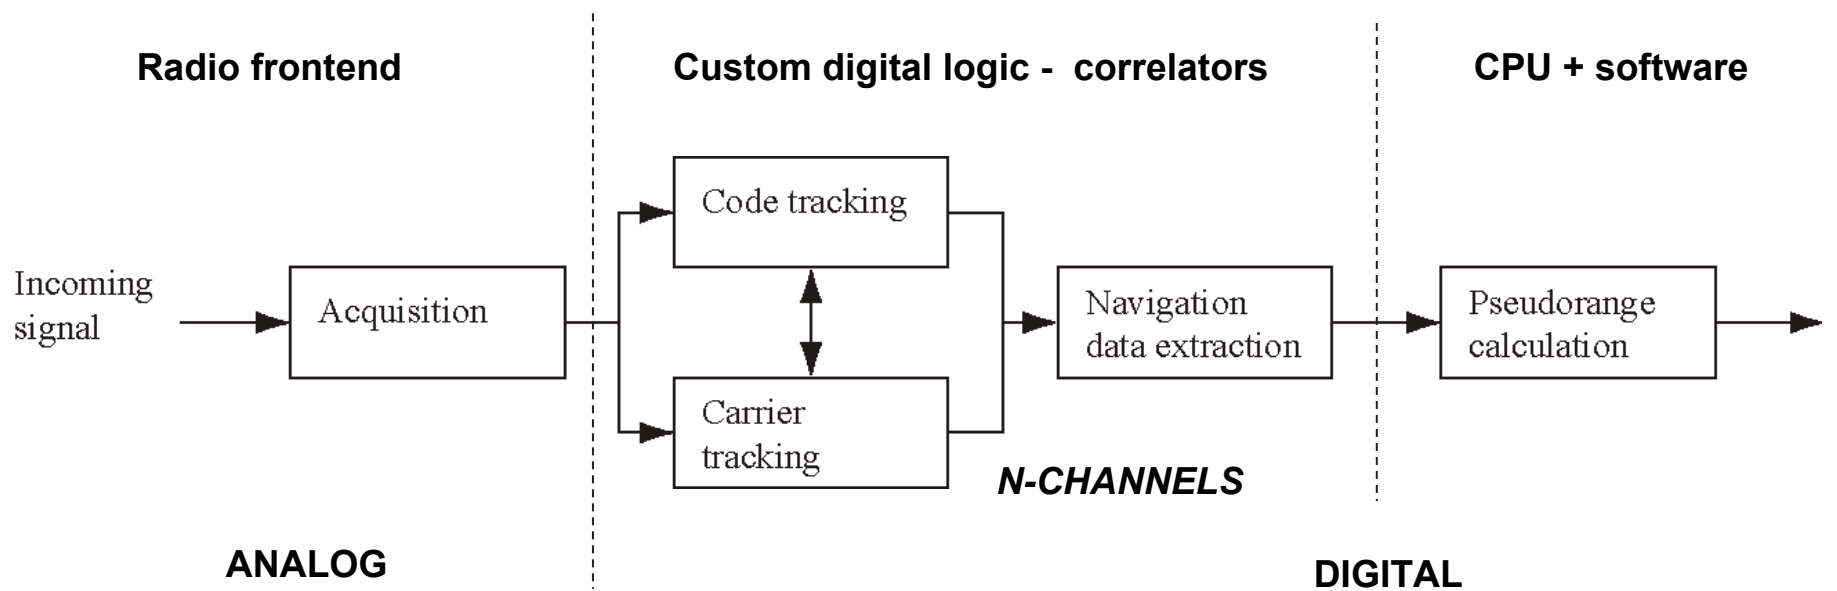 Radio frontend
Custom digital logic - correlators
CPU + software
Code tracking
Incoming
signal
Acquisition
Navigation
data extraction
Pseudorange
calculation
Carrier
tracking
N-CHANNELS
ANALOG
DIGITAL